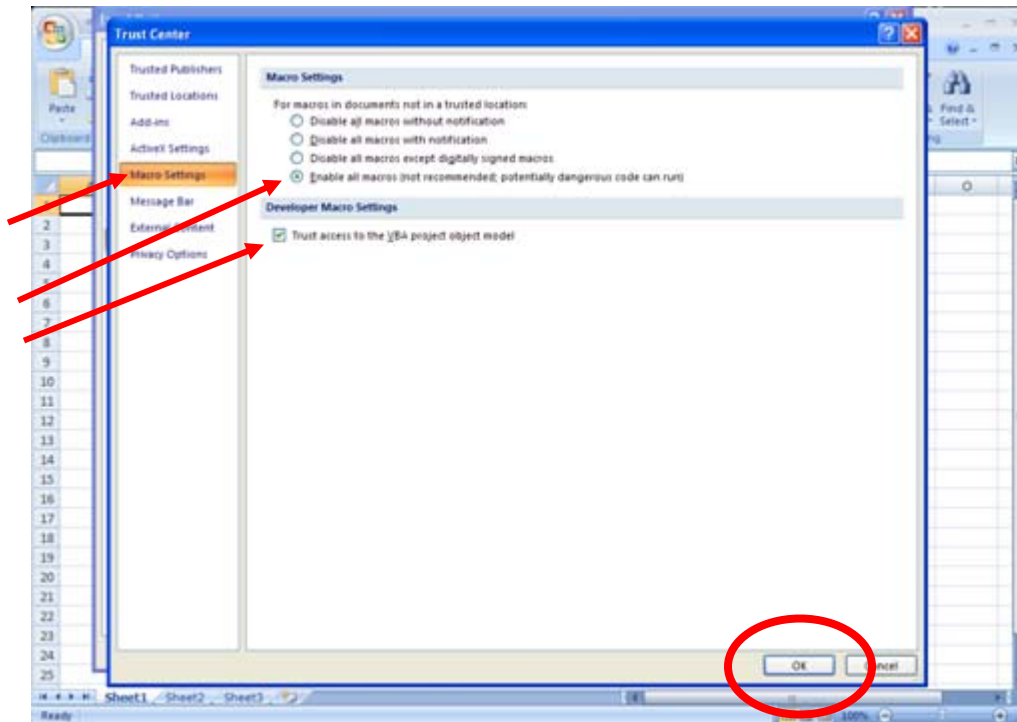 Trust Center
Paste
Clipboard
Find &
Select
Trusted Publishers
Trusted Locations
Add-ins
ActiveX Settings
Macro Settings
Message Bar
External Content
Privacy Options
Macro Settings
For macros in documents not in a trusted location:
Disable all macros without notification
Disable all macros with notification
Disable all macros except digitally signed macros
Enable all macros (not recommended; potentially dangerous code can run)
Developer Macro Settings
Trust access to the VBA project object model
O
2
3
4
5
6
7
8
9
10
11
12
13
14
15
16
17
18
19
20
21
22
23
24
25
OK
Cancel
Sheet1 Sheet2 Sheet3
Ready
100%